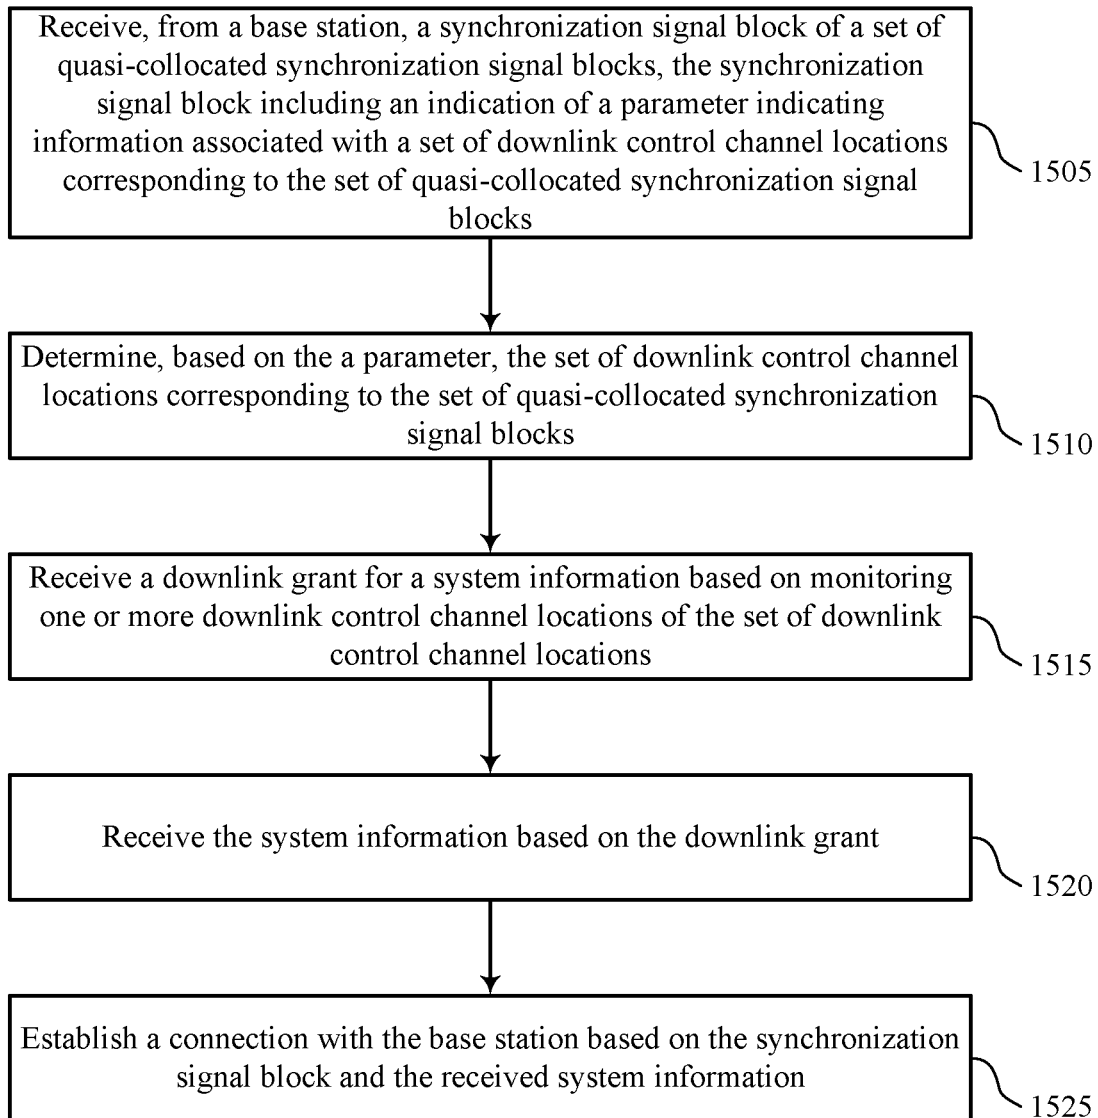 Receive, from a base station, a synchronization signal block of a set of
quasi-collocated synchronization signal blocks, the synchronization
signal block including an indication of a parameter indicating
information associated with a set of downlink control channel locations
corresponding to the set of quasi-collocated synchronization signal
blocks
1505
Determine, based on the a parameter, the set of downlink control channel
locations corresponding to the set of quasi-collocated synchronization
signal blocks
1510
Receive a downlink grant for a system information based on monitoring
one or more downlink control channel locations of the set of downlink
control channel locations
1515
Receive the system information based on the downlink grant
1520
Establish a connection with the base station based on the synchronization
signal block and the received system information
1525